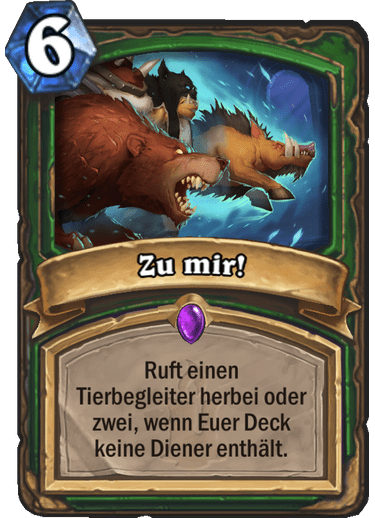 6
Zu mir!
Ruft einen
Tierbegleiter herbei oder
zwei, wenn Euer Deck
keine Diener enthält.